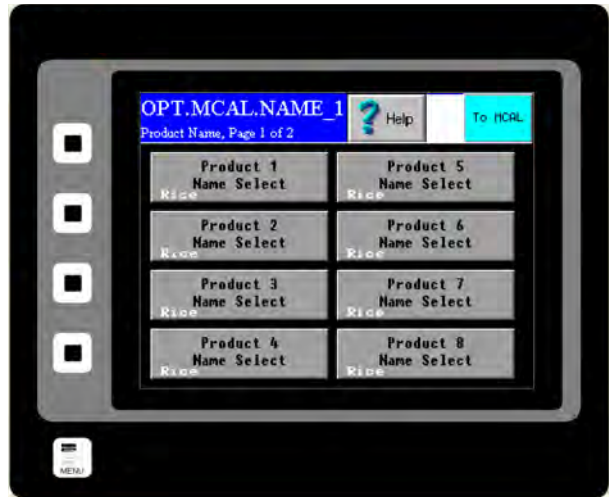 OPT.MCAL.NAME_1
Product Name, Page 1 of 2
Help
To MCAL
Product 1
Name Select
Rice
Product 5
Name Select
Rice
Product 2
Name Select
Rice
Product 6
Name Select
Rice
Product 3
Name Select
Rice
Product 7
Name Select
Rice
Product 4
Name Select
Rice
Product 8
Name Select
Rice
MENU